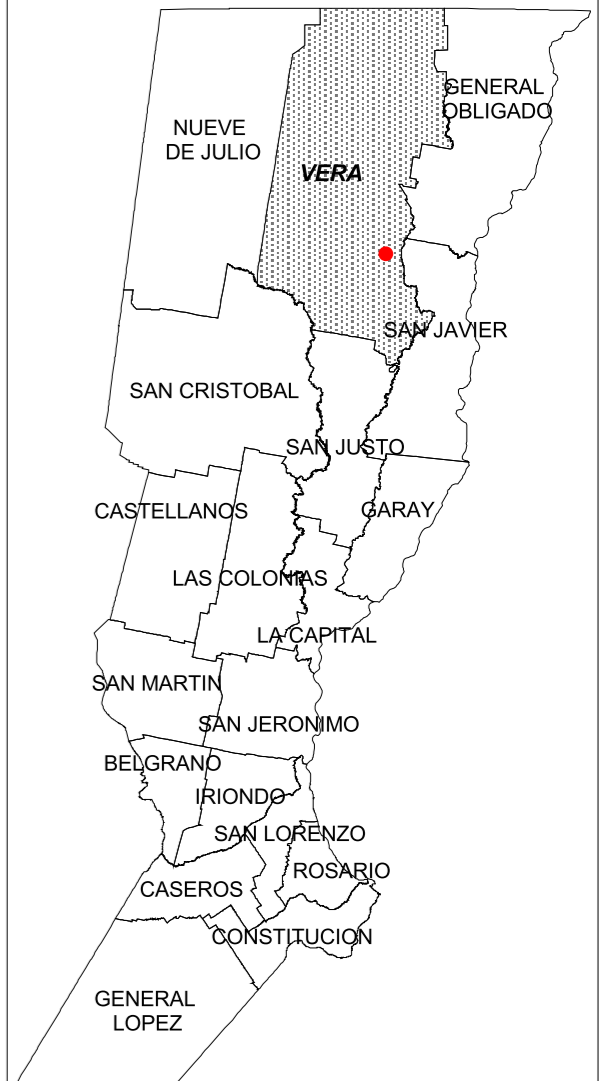 GENERAL
OBLIGADO
NUEVE
DE JULIO
VERA
SAN JAVIER
SAN CRISTOBAL
SAN JUSTO
CASTELLANOS
GARAY
LAS COLONIAS
LA CAPITAL
SAN MARTIN
SAN JERONIMO
BELGRANO
IRIONDO
SAN LORENZO
ROSARIO
CASEROS
CONSTITUCION
GENERAL
LOPEZ